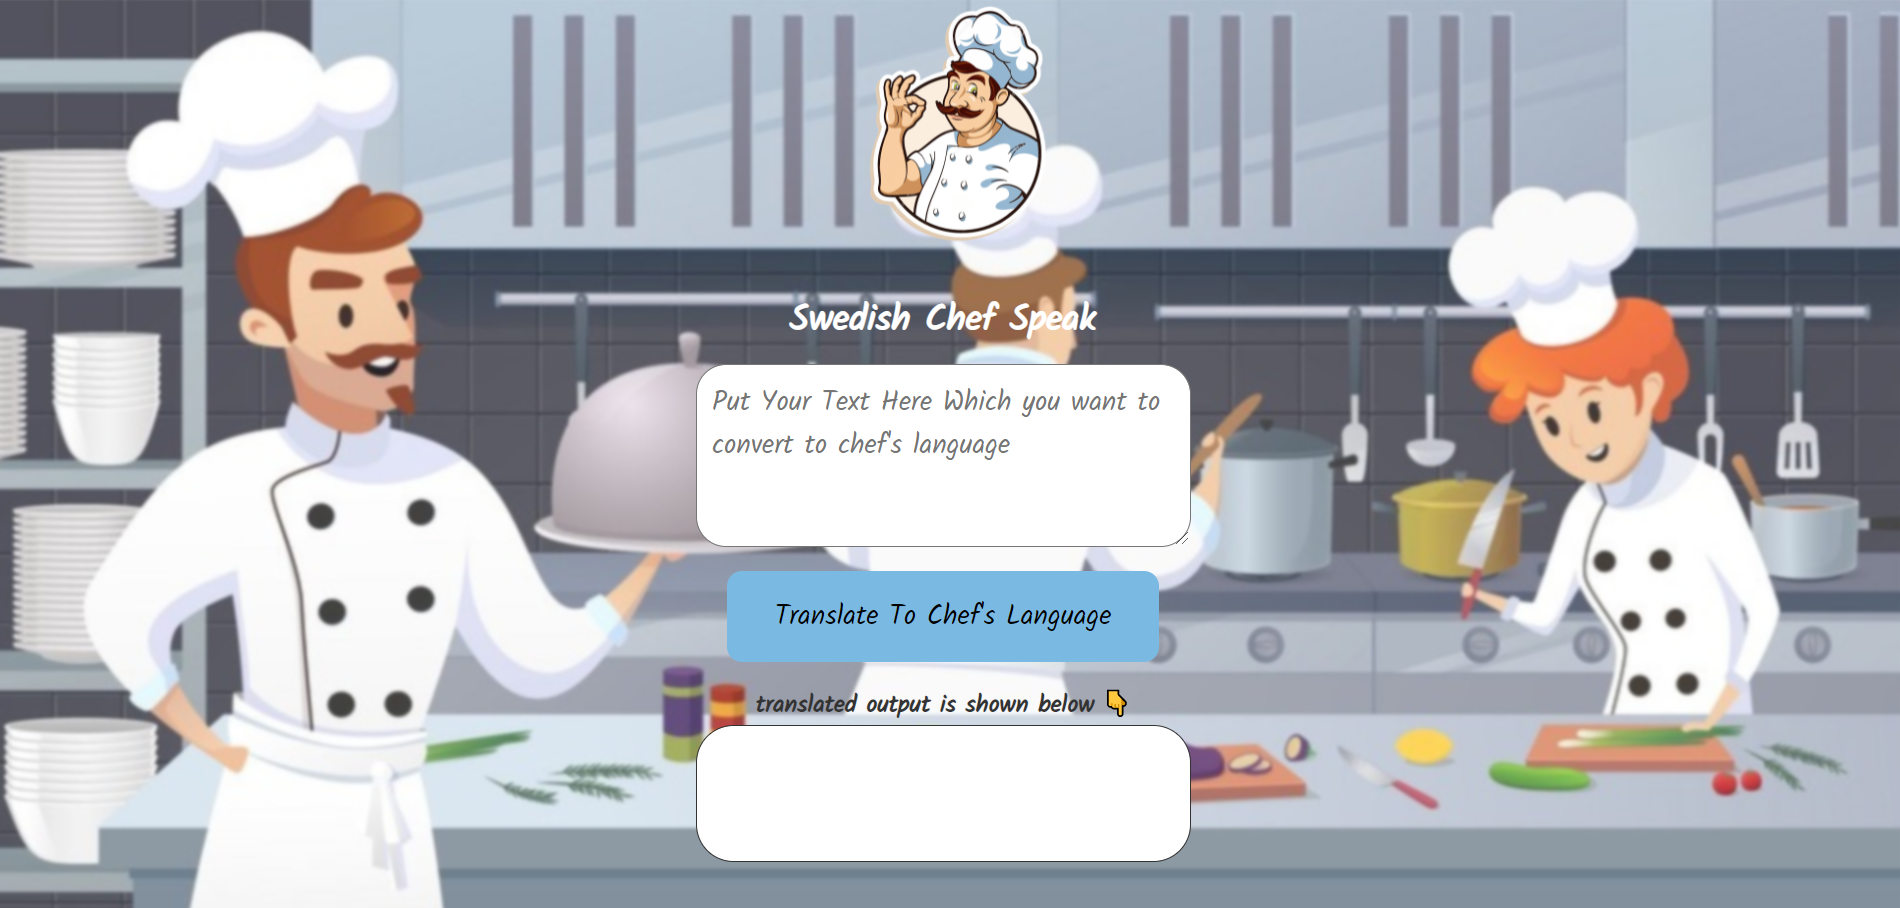 Swedish Chef Speak
Put Your Text Here Which you want to
convert to chef's language
Translate To Chef's Language
translated output is shown below 👇